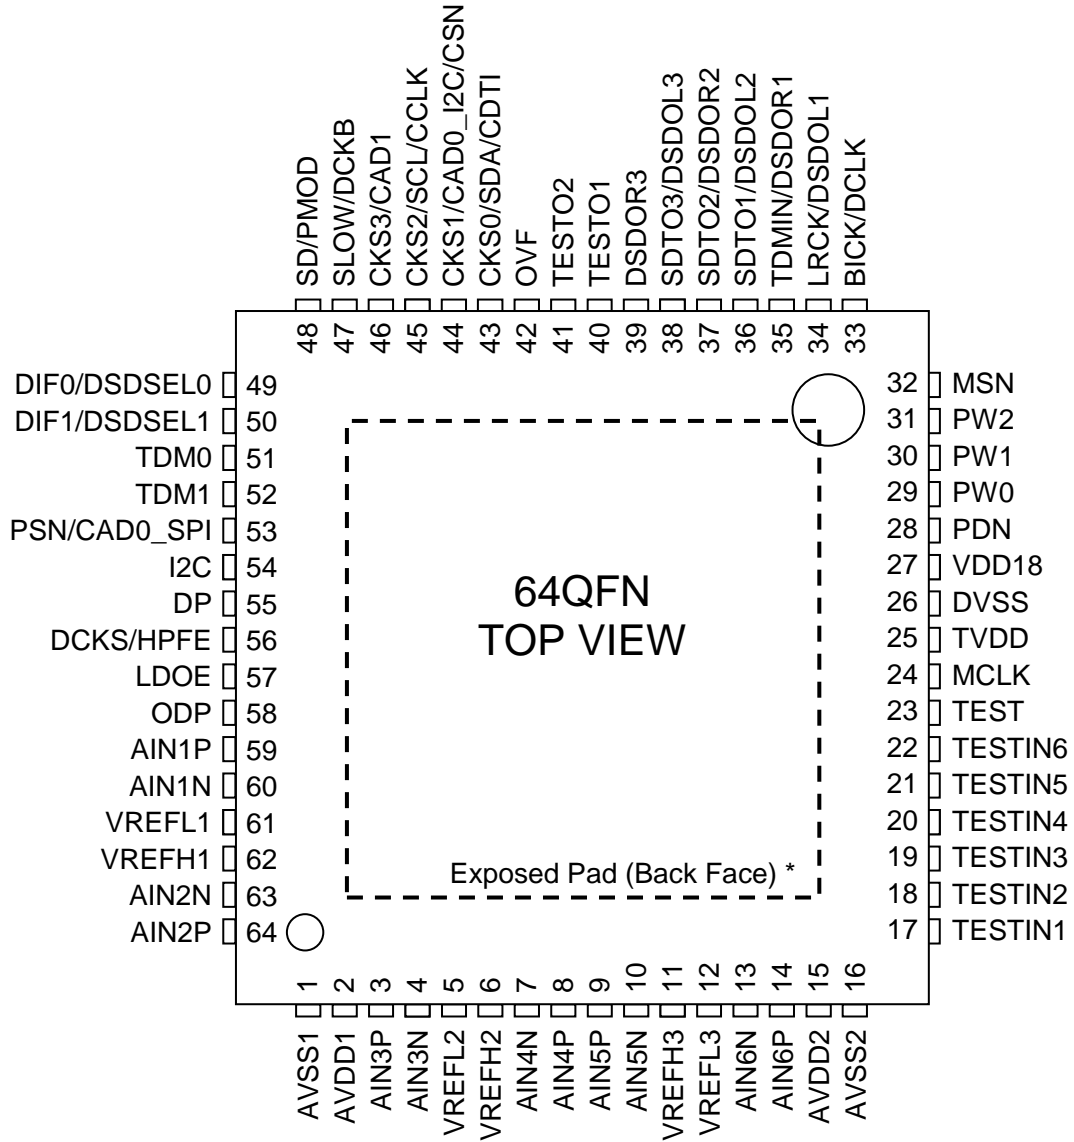 SD/PMOD
SLOW/DCKB
CKS3/CAD1
CKS2/SCL/CCLK
CKS1/CAD0_I2C/CSN
CKS0/SDA/CDTI
OVF
TESTO2
TESTO1
DSDOR3
SDTO3/DSDOL3
SDTO2/DSDOR2
SDTO1/DSDOL2
TDMIN/DSDOR1
LRCK/DSDOL1
BICK/DCLK
48
47
46
45
44
43
42
41
40
39
38
37
36
35
34
33
DIF0/DSDSEL0 49
DIF1/DSDSEL1 50
TDM0 51
TDM1 52
PSN/CAD0_SPI 53
I2C 54
DP 55
DCKS/HPFE 56
LDOE 57
ODP 58
AIN1P 59
AIN1N 60
VREFL1 61
VREFH1 62
AIN2N 63
AIN2P 64
64QFN
TOP VIEW
Exposed Pad (Back Face) *
32 MSN
31 PW2
30 PW1
29 PW0
28 PDN
27 VDD18
26 DVSS
25 TVDD
24 MCLK
23 TEST
22 TESTIN6
21 TESTIN5
20 TESTIN4
19 TESTIN3
18 TESTIN2
17 TESTIN1
1
2
3
4
5
6
7
8
9
10
11
12
13
14
15
16
AVSS1
AVDD1
AIN3P
AIN3N
VREFL2
VREFH2
AIN4N
AIN4P
AIN5P
AIN5N
VREFH3
VREFL3
AIN6N
AIN6P
AVDD2
AVSS2